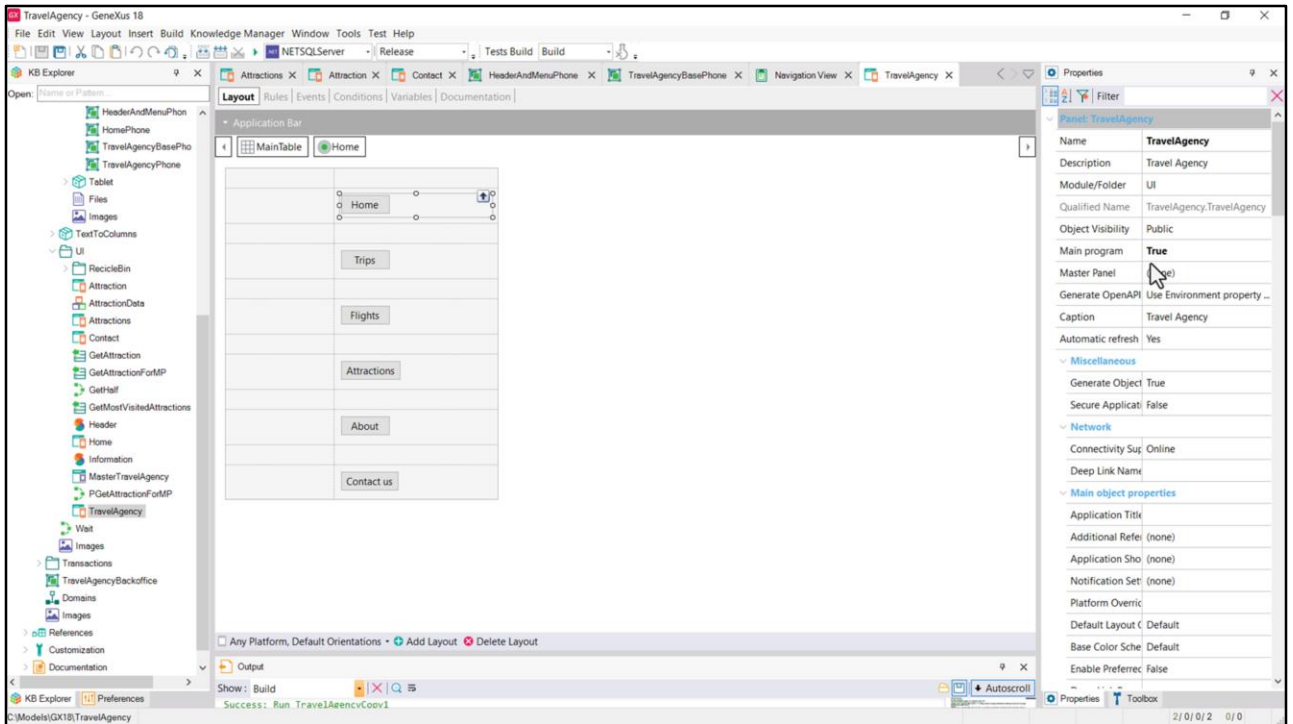 TravelAgency - GeneXus 18
File Edit View Layout Insert Build Knowledge Manager Window Tools Test Help
NETSQLServer Release Tests Build Build
KB Explorer
Open: Name or Pattern...
HeaderAndMenuPhon
HomePhone
TravelAgencyBasePho
TravelAgencyPhone
Tablet
Files
Images
TextToColumns
UI
RecicleBin
Attraction
AttractionData
Attractions
Contact
GetAttraction
GetAttractionForMP
GetHalf
GetMostVisitedAttractions
Header
Home
Information
MasterTravelAgency
PGetAttractionForMP
TravelAgency
Wait
Images
Transactions
TravelAgencyBackoffice
Domains
Images
References
Customization
Documentation
KB Explorer Preferences
C:\Models\GX18\TravelAgency
Attractions Attraction Contact HeaderAndMenuPhone TravelAgencyBasePhone Navigation View TravelAgency
Layout Rules Events Conditions Variables Documentation
Application Bar
MainTable Home
Home
Trips
Flights
Attractions
About
Contact us
Any Platform, Default Orientations Add Layout Delete Layout
Output
Show: Build Autoscroll
Success: Run TravelAgencyCopy1
Properties
Filter
Panel: TravelAgency
Name TravelAgency
Description Travel Agency
Module/Folder UI
Qualified Name TravelAgency.TravelAgency
Object Visibility Public
Main program True
Master Panel
Generate OpenAPI Use Environment property ...
Caption Travel Agency
Automatic refresh Yes
Miscellaneous
Generate Object True
Secure Applicati False
Network
Connectivity Sup Online
Deep Link Name
Main object properties
Application Title
Additional Refer (none)
Application Sho (none)
Notification Sett (none)
Platform Overric
Default Layout ( Default
Base Color Sche Default
Enable Preferred False
Properties Toolbox
2/0/0/2 0/0